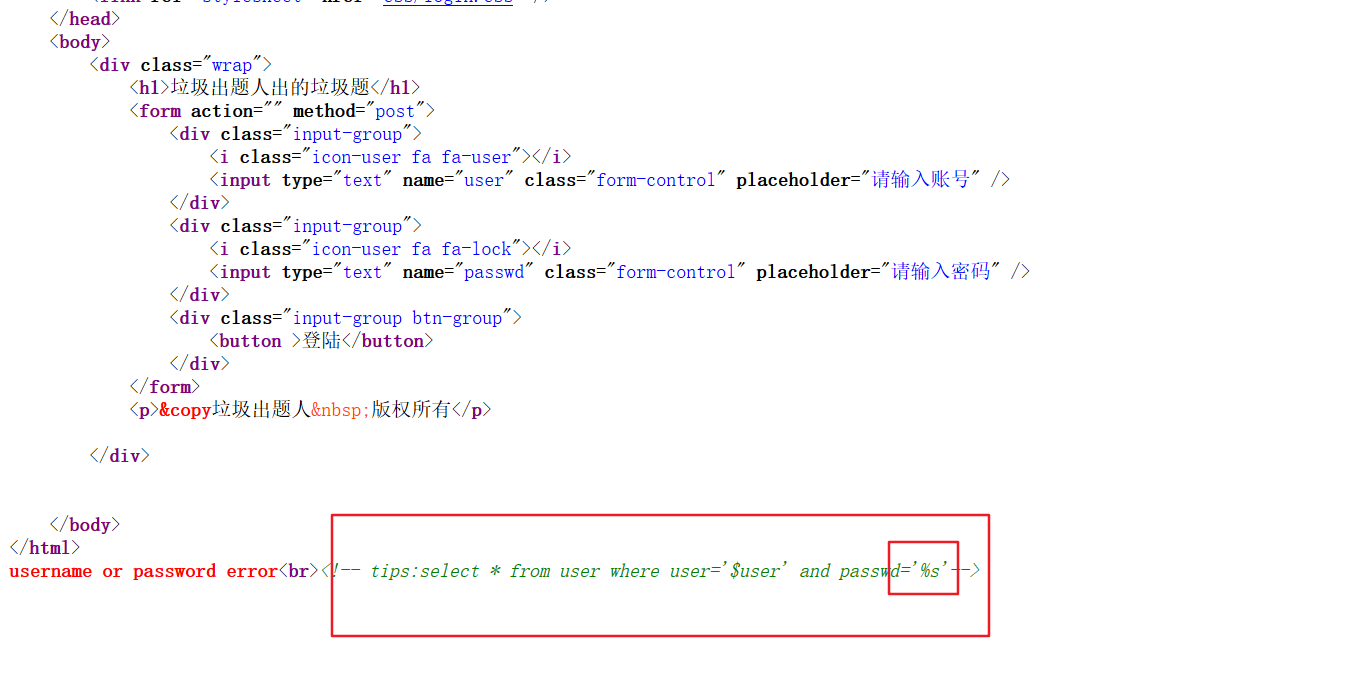 </head>
<body>
<div class="wrap">
<h1>垃圾出题人出的垃圾题</h1>
<form action="" method="post">
<div class="input-group">
<i class="icon-user fa fa-user"></i>
<input type="text" name="user" class="form-control" placeholder="请输入账号" />
</div>
<div class="input-group">
<i class="icon-user fa fa-lock"></i>
<input type="text" name="passwd" class="form-control" placeholder="请输入密码" />
</div>
<div class="input-group btn-group">
<button >登陆</button>
</div>
</form>
<p>&copy垃圾出题人&nbsp;版权所有</p>
</div>
</body>
</html>
username or password error<br><!-- tips:select * from user where user='$user' and passwd='%s'-->